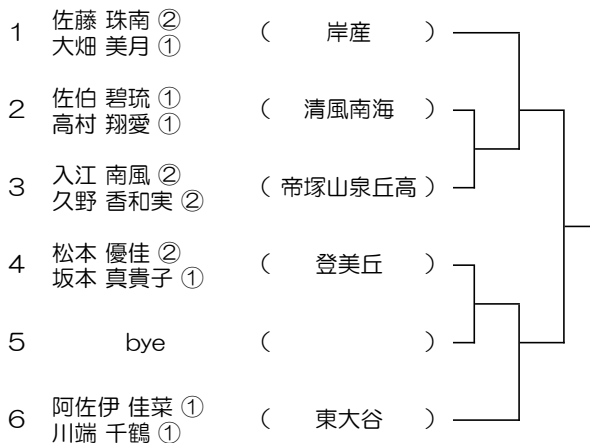 1 佐藤 珠南 ② ( 岸産 )
大畑 美月 ①
2 佐伯 碧琉 ① ( 清風南海 )
高村 翔愛 ①
3 入江 南風 ② ( 帝塚山泉丘高 )
久野 香和実 ②
4 松本 優佳 ② ( 登美丘 )
坂本 真貴子 ①
5 bye ( )
6 阿佐伊 佳菜 ① ( 東大谷 )
川端 千鶴 ①